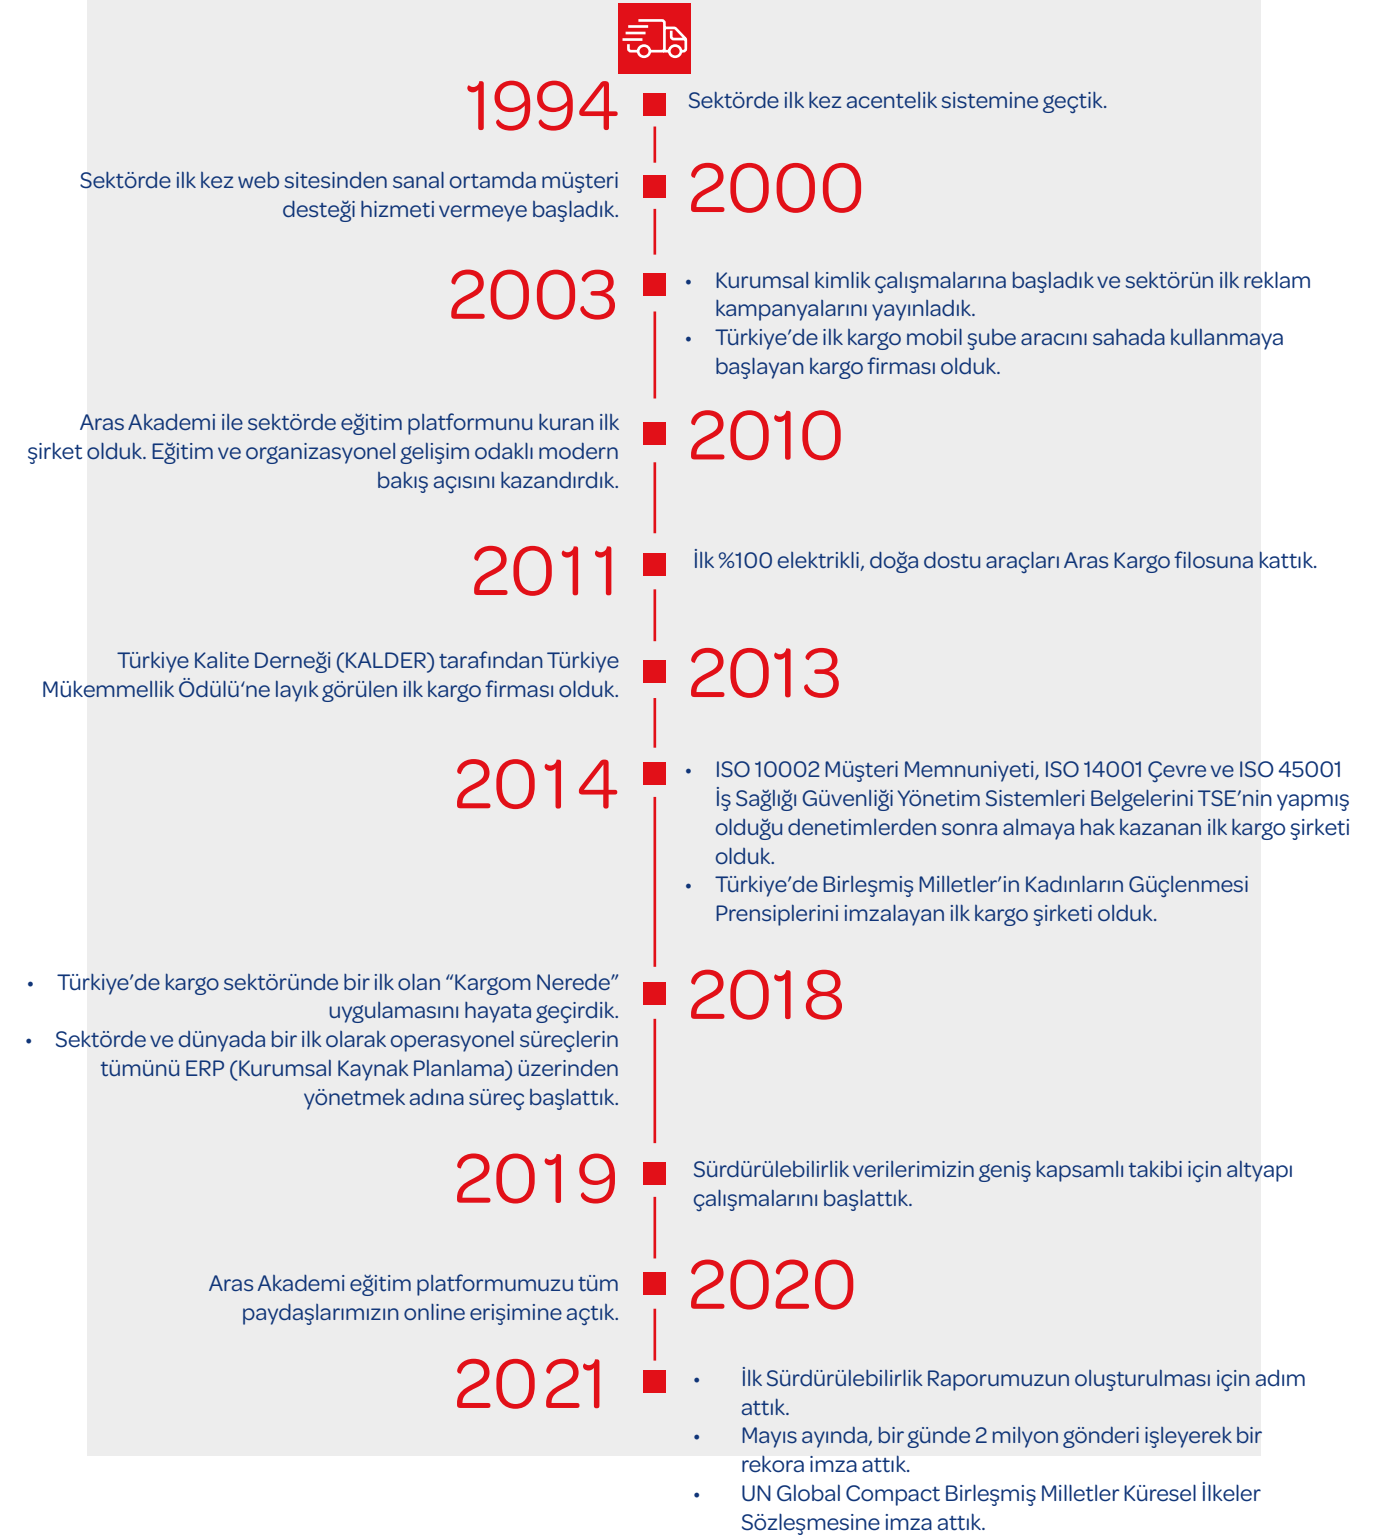 1994
Sektörde ilk kez acentelik sistemine geçtik.
2000
Sektörde ilk kez web sitesinden sanal ortamda müşteri
desteği hizmeti vermeye başladık.
2003
• Kurumsal kimlik çalışmalarına başladık ve sektörün ilk reklam
kampanyalarını yayınladık.
• Türkiye’de ilk kargo mobil şube aracını sahada kullanmaya
başlayan kargo firması olduk.
2010
Aras Akademi ile sektörde eğitim platformunu kuran ilk
şirket olduk. Eğitim ve organizasyonel gelişim odaklı modern
bakış açısını kazandırdık.
2011
İlk %100 elektrikli, doğa dostu araçları Aras Kargo filosuna kattık.
2013
Türkiye Kalite Derneği (KALDER) tarafından Türkiye
Mükemmellik Ödülü‘ne layık görülen ilk kargo firması olduk.
2014
• ISO 10002 Müşteri Memnuniyeti, ISO 14001 Çevre ve ISO 45001
İş Sağlığı Güvenliği Yönetim Sistemleri Belgelerini TSE’nin yapmış
olduğu denetimlerden sonra almaya hak kazanan ilk kargo şirketi
olduk.
• Türkiye’de Birleşmiş Milletler’in Kadınların Güçlenmesi
Prensiplerini imzalayan ilk kargo şirketi olduk.
2018
• Türkiye’de kargo sektöründe bir ilk olan “Kargom Nerede”
uygulamasını hayata geçirdik.
• Sektörde ve dünyada bir ilk olarak operasyonel süreçlerin
tümünü ERP (Kurumsal Kaynak Planlama) üzerinden
yönetmek adına süreç başlattık.
2019
Sürdürülebilirlik verilerimizin geniş kapsamlı takibi için altyapı
çalışmalarını başlattık.
2020
Aras Akademi eğitim platformumuzu tüm
paydaşlarımızın online erişimine açtık.
2021
• İlk Sürdürülebilirlik Raporumuzun oluşturulması için adım
attık.
• Mayıs ayında, bir günde 2 milyon gönderi işleyerek bir
rekora imza attık.
• UN Global Compact Birleşmiş Milletler Küresel İlkeler
Sözleşmesine imza attık.